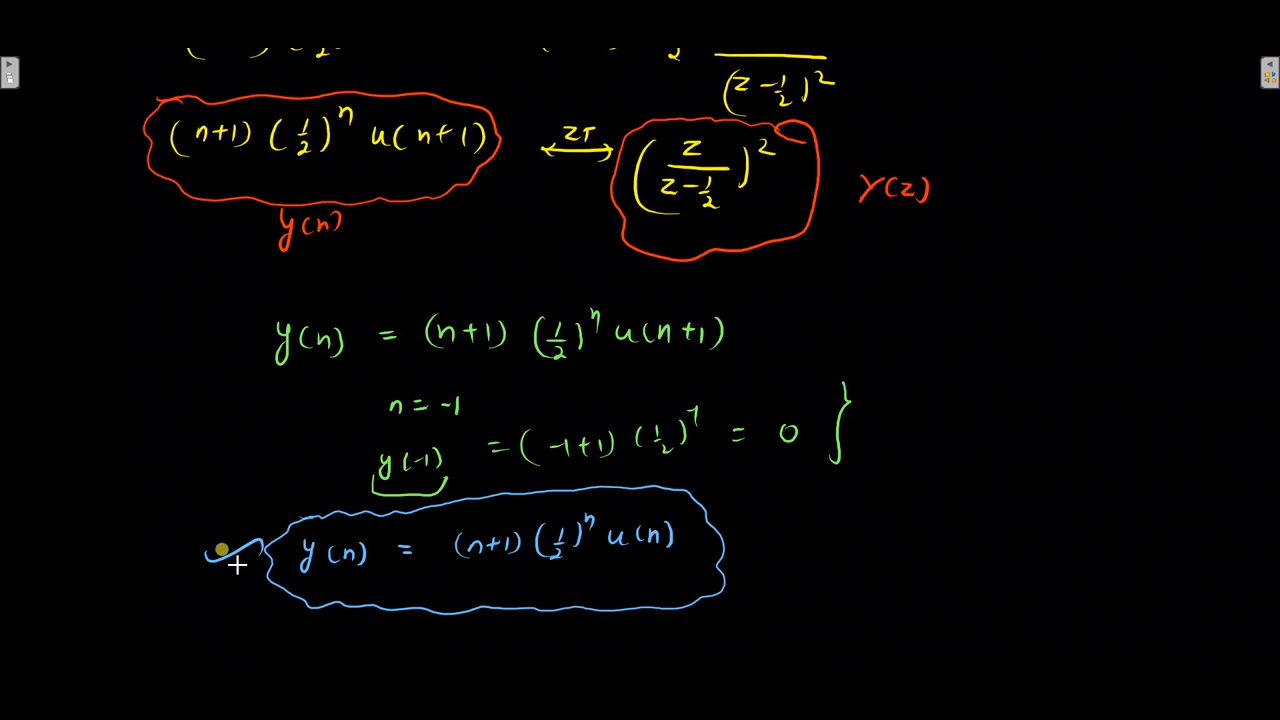 (n+1) (1/2)^n u(n+1) ⟷ZT (z/(z-1/2))^2 Y(z)
(z-1/2)^2
y(n)
y(n) = (n+1) (1/2)^n u(n+1)
n = -1
y(-1) = (-1+1) (1/2)^-1 = 0 }
y(n) = (n+1) (1/2)^n u(n)